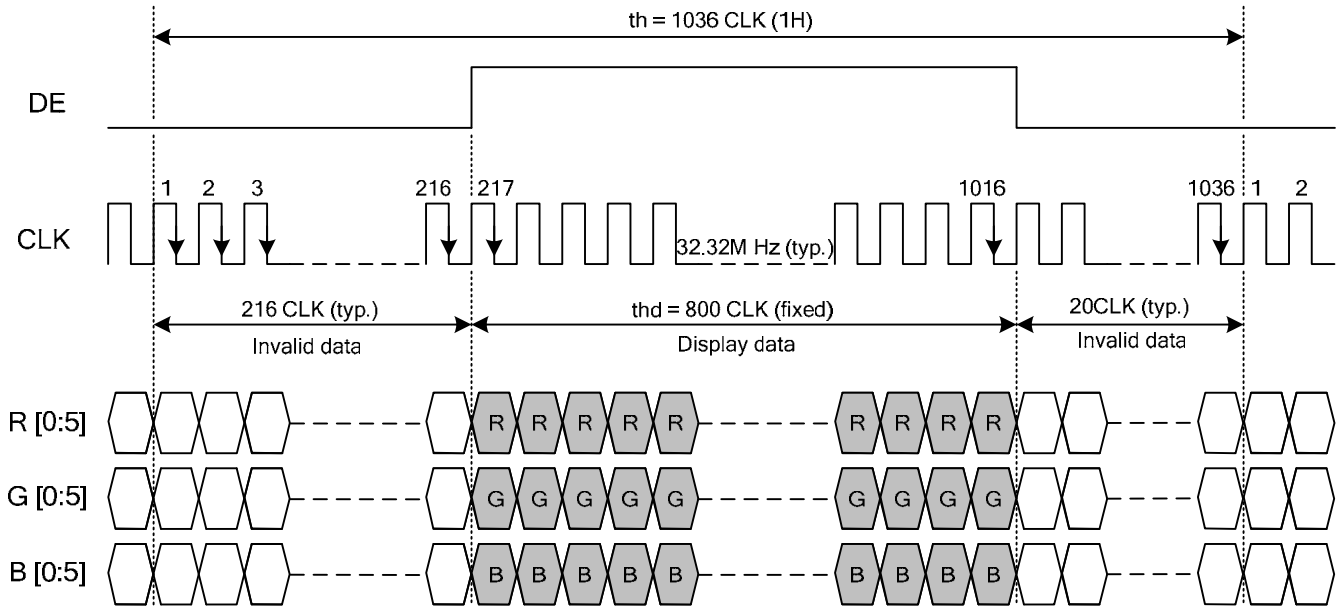 th = 1036 CLK (1H)
DE
1 2 3 216 217 1016 1036 1 2
CLK
32.32M Hz (typ.)
216 CLK (typ.) thd = 800 CLK (fixed) 20CLK (typ.)
Invalid data Display data Invalid data
R [0:5] R R R R R R R R R
G [0:5] G G G G G G G G G
B [0:5] B B B B B B B B B